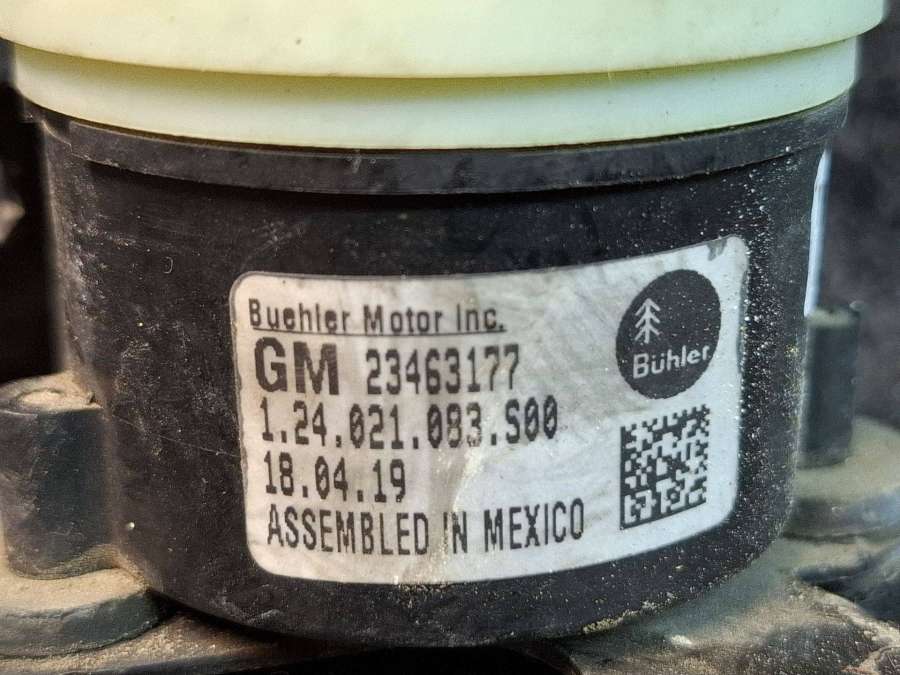 Buehler Motor Inc.
GM 23463177
1.24.021.083.S00
18.04.19
ASSEMBLED IN MEXICO
Bühler